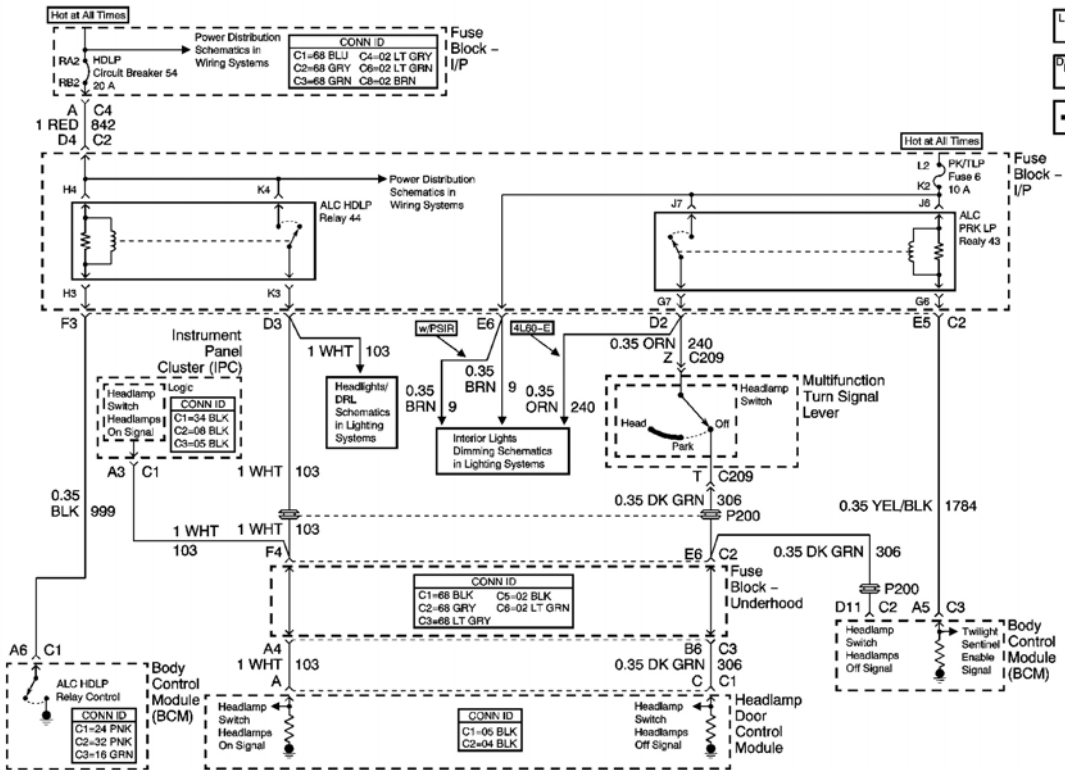 Hot at All Times
Power Distribution
Schematics in
Wiring Systems
CONN ID
C1=68 BLU C4=02 LT GRY
C2=68 GRY C6=02 LT GRN
C3=68 GRN C8=02 BRN
Fuse
Block –
I/P
RA2
HDLP
Circuit Breaker 54
RB2
20 A
A C4
1 RED 842
D4 C2
Hot at All Times
L2
PK/TLP
Fuse 6
K2
10 A
Fuse
Block –
I/P
H4
K4
Power Distribution
Schematics in
Wiring Systems
ALC HDLP
Relay 44
J7
J6
ALC
PRK LP
Realy 43
H3
K3
G7
G6
F3
D3
E6
D2
E5 C2
w/PSIR
4L60-E
1 WHT 103
0.35
BRN 9
0.35
BRN 9
0.35
ORN 240
0.35 ORN 240
Z C209
Instrument
Panel
Cluster (IPC)
Headlamp
Switch
Headlamps
On Signal
Logic
CONN ID
C1=34 BLK
C2=08 BLK
C3=05 BLK
Headlights/
DRL
Schematics
in Lighting
Systems
Interior Lights
Dimming Schematics
in Lighting Systems
Headlamp
Switch
Head
Park
Off
Multifunction
Turn Signal
Lever
A3 C1
1 WHT 103
T C209
0.35
BLK 999
0.35 DK GRN 306
0.35 YEL/BLK 1784
1 WHT
103
1 WHT 103
P200
F4
E6 C2
0.35 DK GRN 306
CONN ID
C1=68 BLK C5=02 BLK
C2=68 GRY C6=02 LT GRN
C3=68 LT GRY
Fuse
Block –
Underhood
P200
D11 C2
A5 C3
Headlamp
Switch
Headlamps
Off Signal
Twilight
Sentinel
Enable
Signal
Body
Control
Module
(BCM)
A4
1 WHT 103
A
B6 C3
0.35 DK GRN 306
C C1
A6 C1
ALC HDLP
Relay Control
CONN ID
C1=24 PNK
C2=32 PNK
C3=16 GRN
Body
Control
Module
(BCM)
Headlamp
Switch
Headlamps
On Signal
CONN ID
C1=05 BLK
C2=04 BLK
Headlamp
Switch
Headlamps
Off Signal
Headlamp
Door
Control
Module